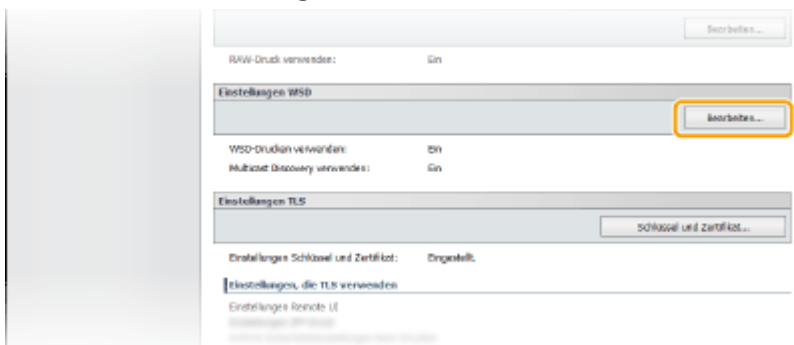 Bearbeiten...
RAW-Druck verwenden: Ein
Einstellungen WSD
Bearbeiten...
WSD-Drucken verwenden: Ein
Multicast Discovery verwenden: Ein
Einstellungen TLS
Schlüssel und Zertifikat...
Einstellungen Schlüssel und Zertifikat: Eingestellt.
Einstellungen, die TLS verwenden
Einstellungen Remote UI